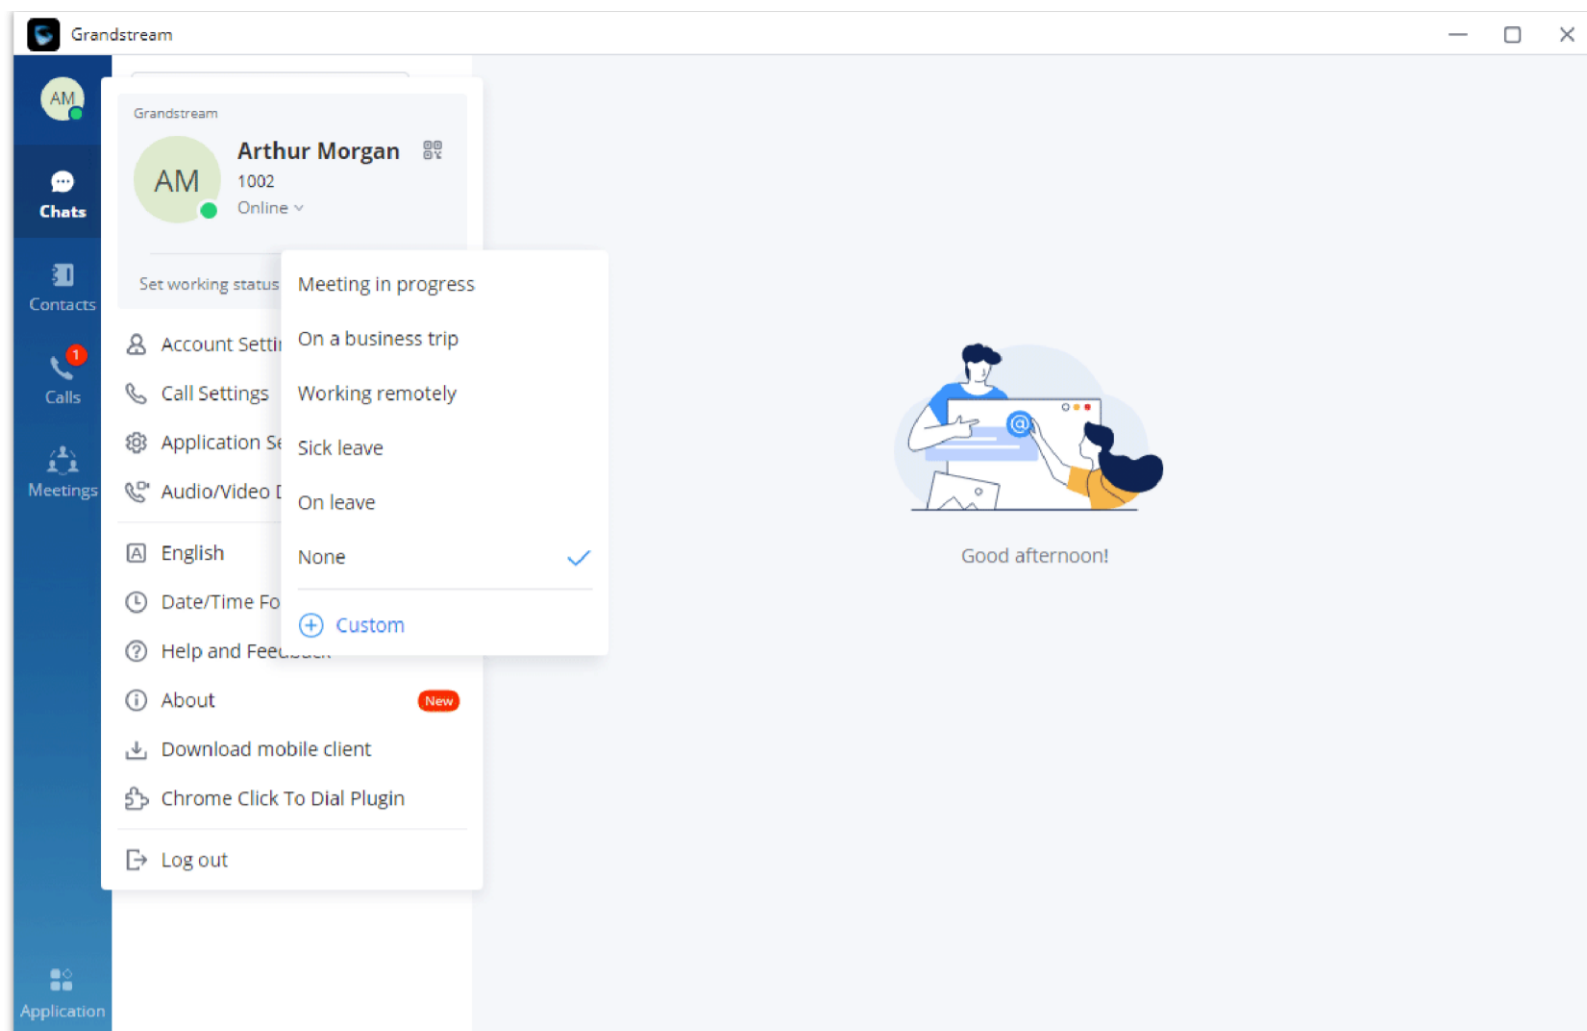 Grandstream
AM
Chats
Contacts
1
Calls
Meetings
Application
Grandstream
AM
Arthur Morgan
1002
Online
Set working status
Account Setti
Call Settings
Application Se
Audio/Video
English
Date/Time Fo
Help and Feedback
About
New
Download mobile client
Chrome Click To Dial Plugin
Log out
Meeting in progress
On a business trip
Working remotely
Sick leave
On leave
None
Custom
@
Good afternoon!